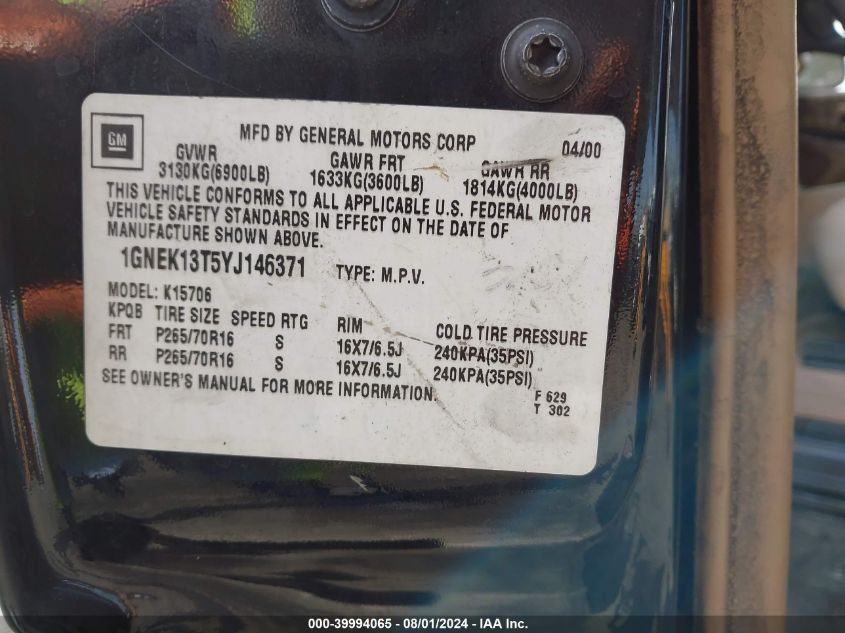 GM
MFD BY GENERAL MOTORS CORP 04/00
GVWR GAWR FRT GAWR RR
3130KG(6900LB) 1633KG(3600LB) 1814KG(4000LB)
THIS VEHICLE CONFORMS TO ALL APPLICABLE U.S. FEDERAL MOTOR
VEHICLE SAFETY STANDARDS IN EFFECT ON THE DATE OF
MANUFACTURE SHOWN ABOVE.
1GNEK13T5YJ146371 TYPE: M.P.V.
MODEL: K15706
KPQB TIRE SIZE SPEED RTG RIM COLD TIRE PRESSURE
FRT P265/70R16 S 16X7/6.5J 240KPA(35PSI)
RR P265/70R16 S 16X7/6.5J 240KPA(35PSI)
SEE OWNER'S MANUAL FOR MORE INFORMATION.
F 629
T 302
000-39994065 - 08/01/2024 - IAA Inc.